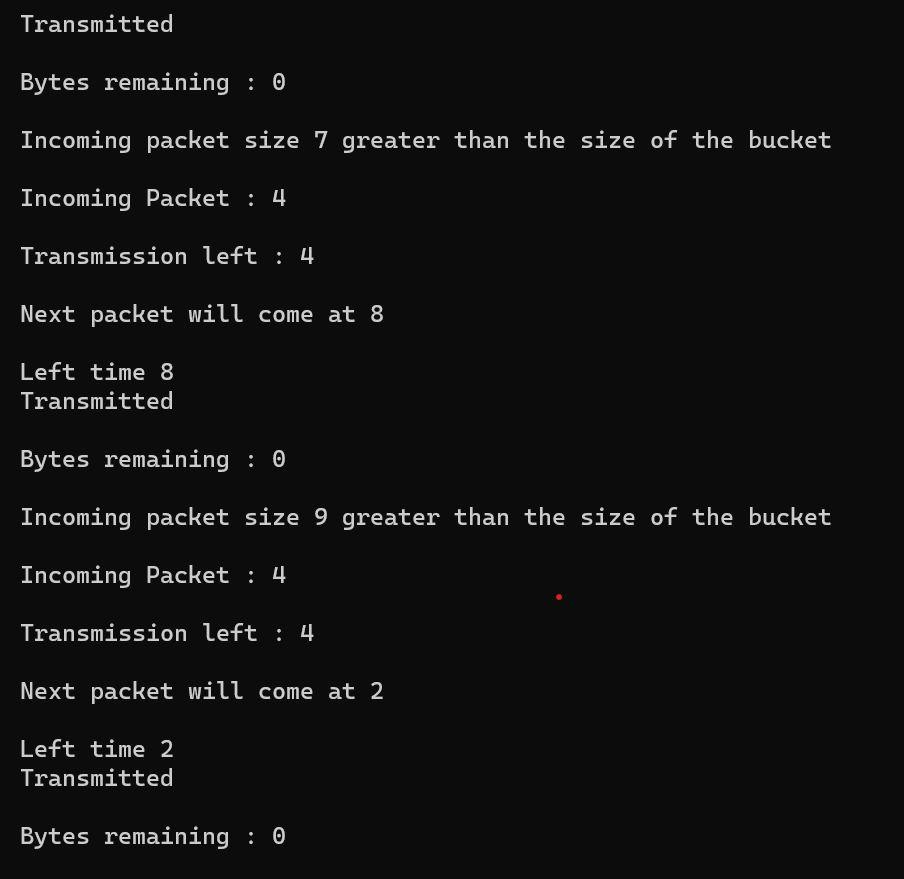 Transmitted
Bytes remaining : 0
Incoming packet size 7 greater than the size of the bucket
Incoming Packet : 4
Transmission left : 4
Next packet will come at 8
Left time 8
Transmitted
Bytes remaining : 0
Incoming packet size 9 greater than the size of the bucket
Incoming Packet : 4
Transmission left : 4
Next packet will come at 2
Left time 2
Transmitted
Bytes remaining : 0